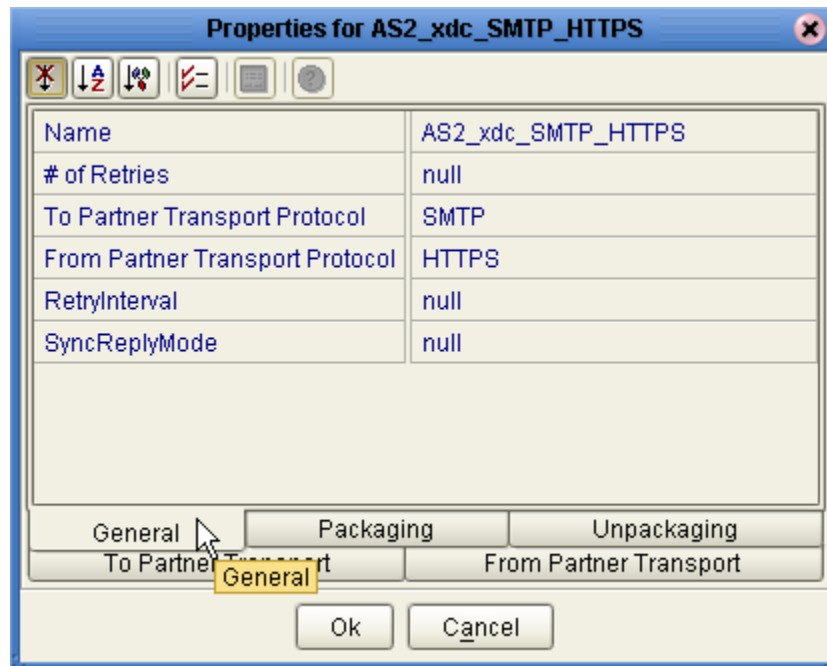 Properties for AS2_xdc_SMTP_HTTPS
Name AS2_xdc_SMTP_HTTPS
# of Retries null
To Partner Transport Protocol SMTP
From Partner Transport Protocol HTTPS
RetryInterval null
SyncReplyMode null
General Packaging Unpackaging
To Partner Transport From Partner Transport
General
Ok Cancel